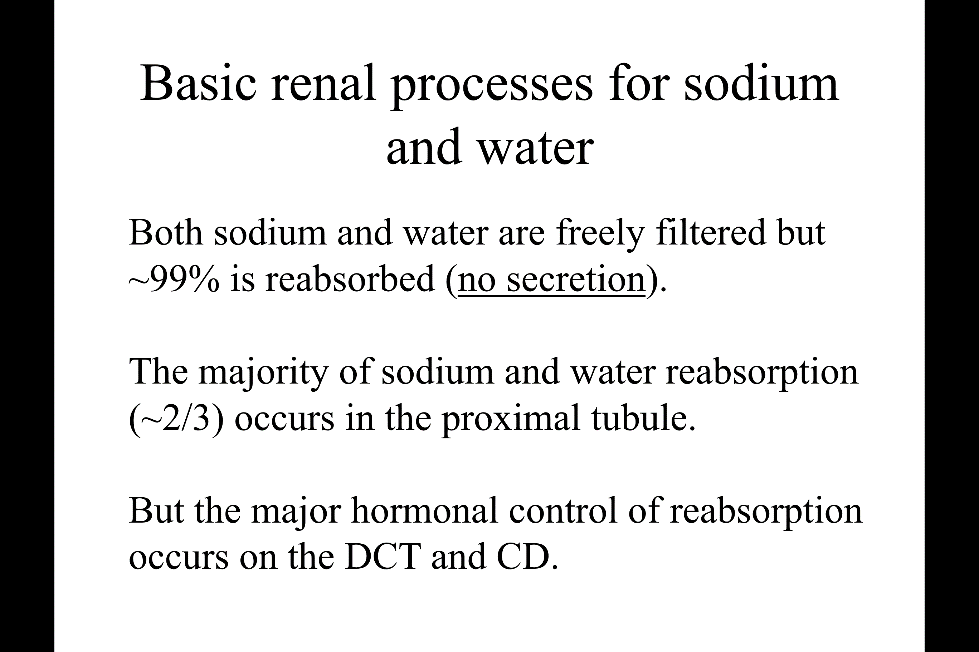 Basic renal processes for sodium
and water
Both sodium and water are freely filtered but
~99% is reabsorbed (no secretion).
The majority of sodium and water reabsorption
(~2/3) occurs in the proximal tubule.
But the major hormonal control of reabsorption
occurs on the DCT and CD.